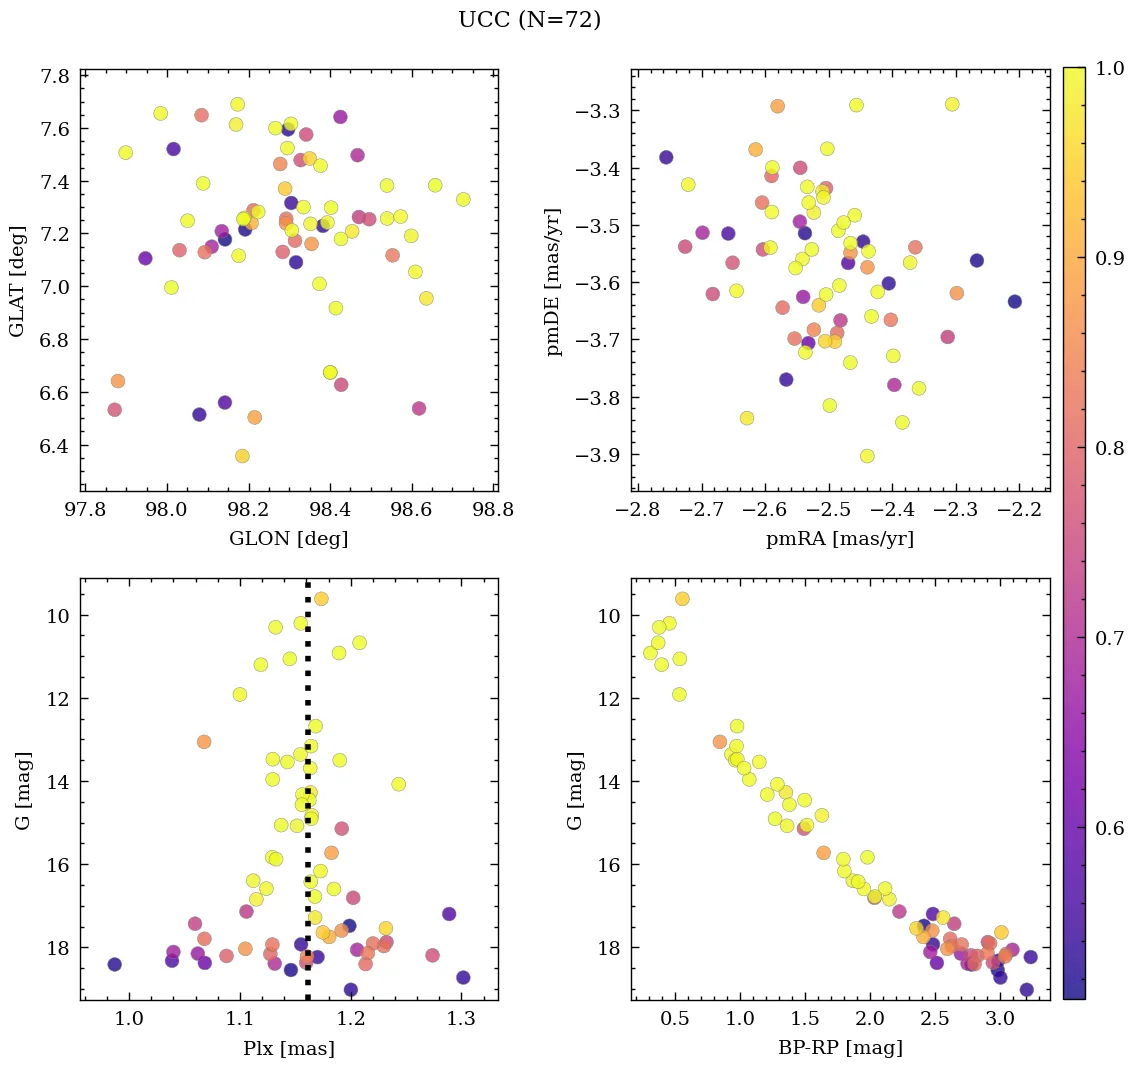 UCC (N=72)
7.8
7.6
7.4
7.2
7.0
6.8
6.6
6.4
GLAT [deg]
97.8 98.0 98.2 98.4 98.6 98.8
GLON [deg]
−3.3
−3.4
−3.5
−3.6
−3.7
−3.8
−3.9
pmDE [mas/yr]
−2.8 −2.7 −2.6 −2.5 −2.4 −2.3 −2.2
pmRA [mas/yr]
1.0
0.9
0.8
0.7
0.6
10
12
14
16
18
G [mag]
1.0 1.1 1.2 1.3
Plx [mas]
10
12
14
16
18
G [mag]
0.5 1.0 1.5 2.0 2.5 3.0
BP-RP [mag]